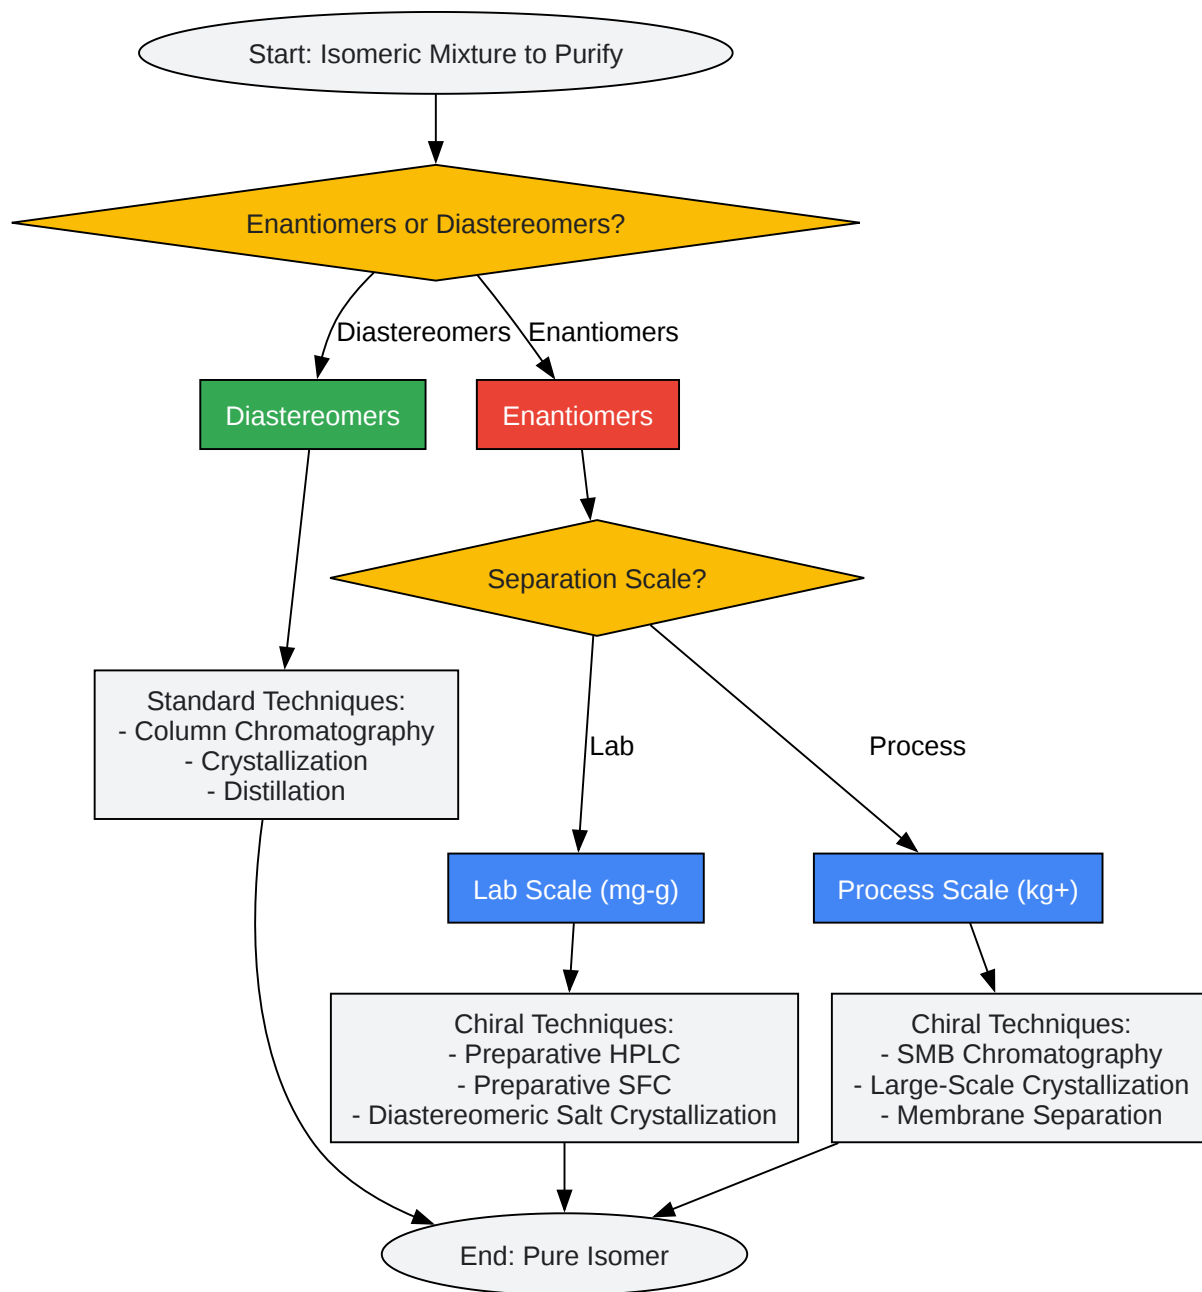 Start: Isomeric Mixture to Purify
Enantiomers or Diastereomers?
Diastereomers
Enantiomers
Diastereomers
Enantiomers
Separation Scale?
Standard Techniques:
- Column Chromatography
- Crystallization
- Distillation
Lab
Process
Lab Scale (mg-g)
Process Scale (kg+)
Chiral Techniques:
- Preparative HPLC
- Preparative SFC
- Diastereomeric Salt Crystallization
Chiral Techniques:
- SMB Chromatography
- Large-Scale Crystallization
- Membrane Separation
End: Pure Isomer